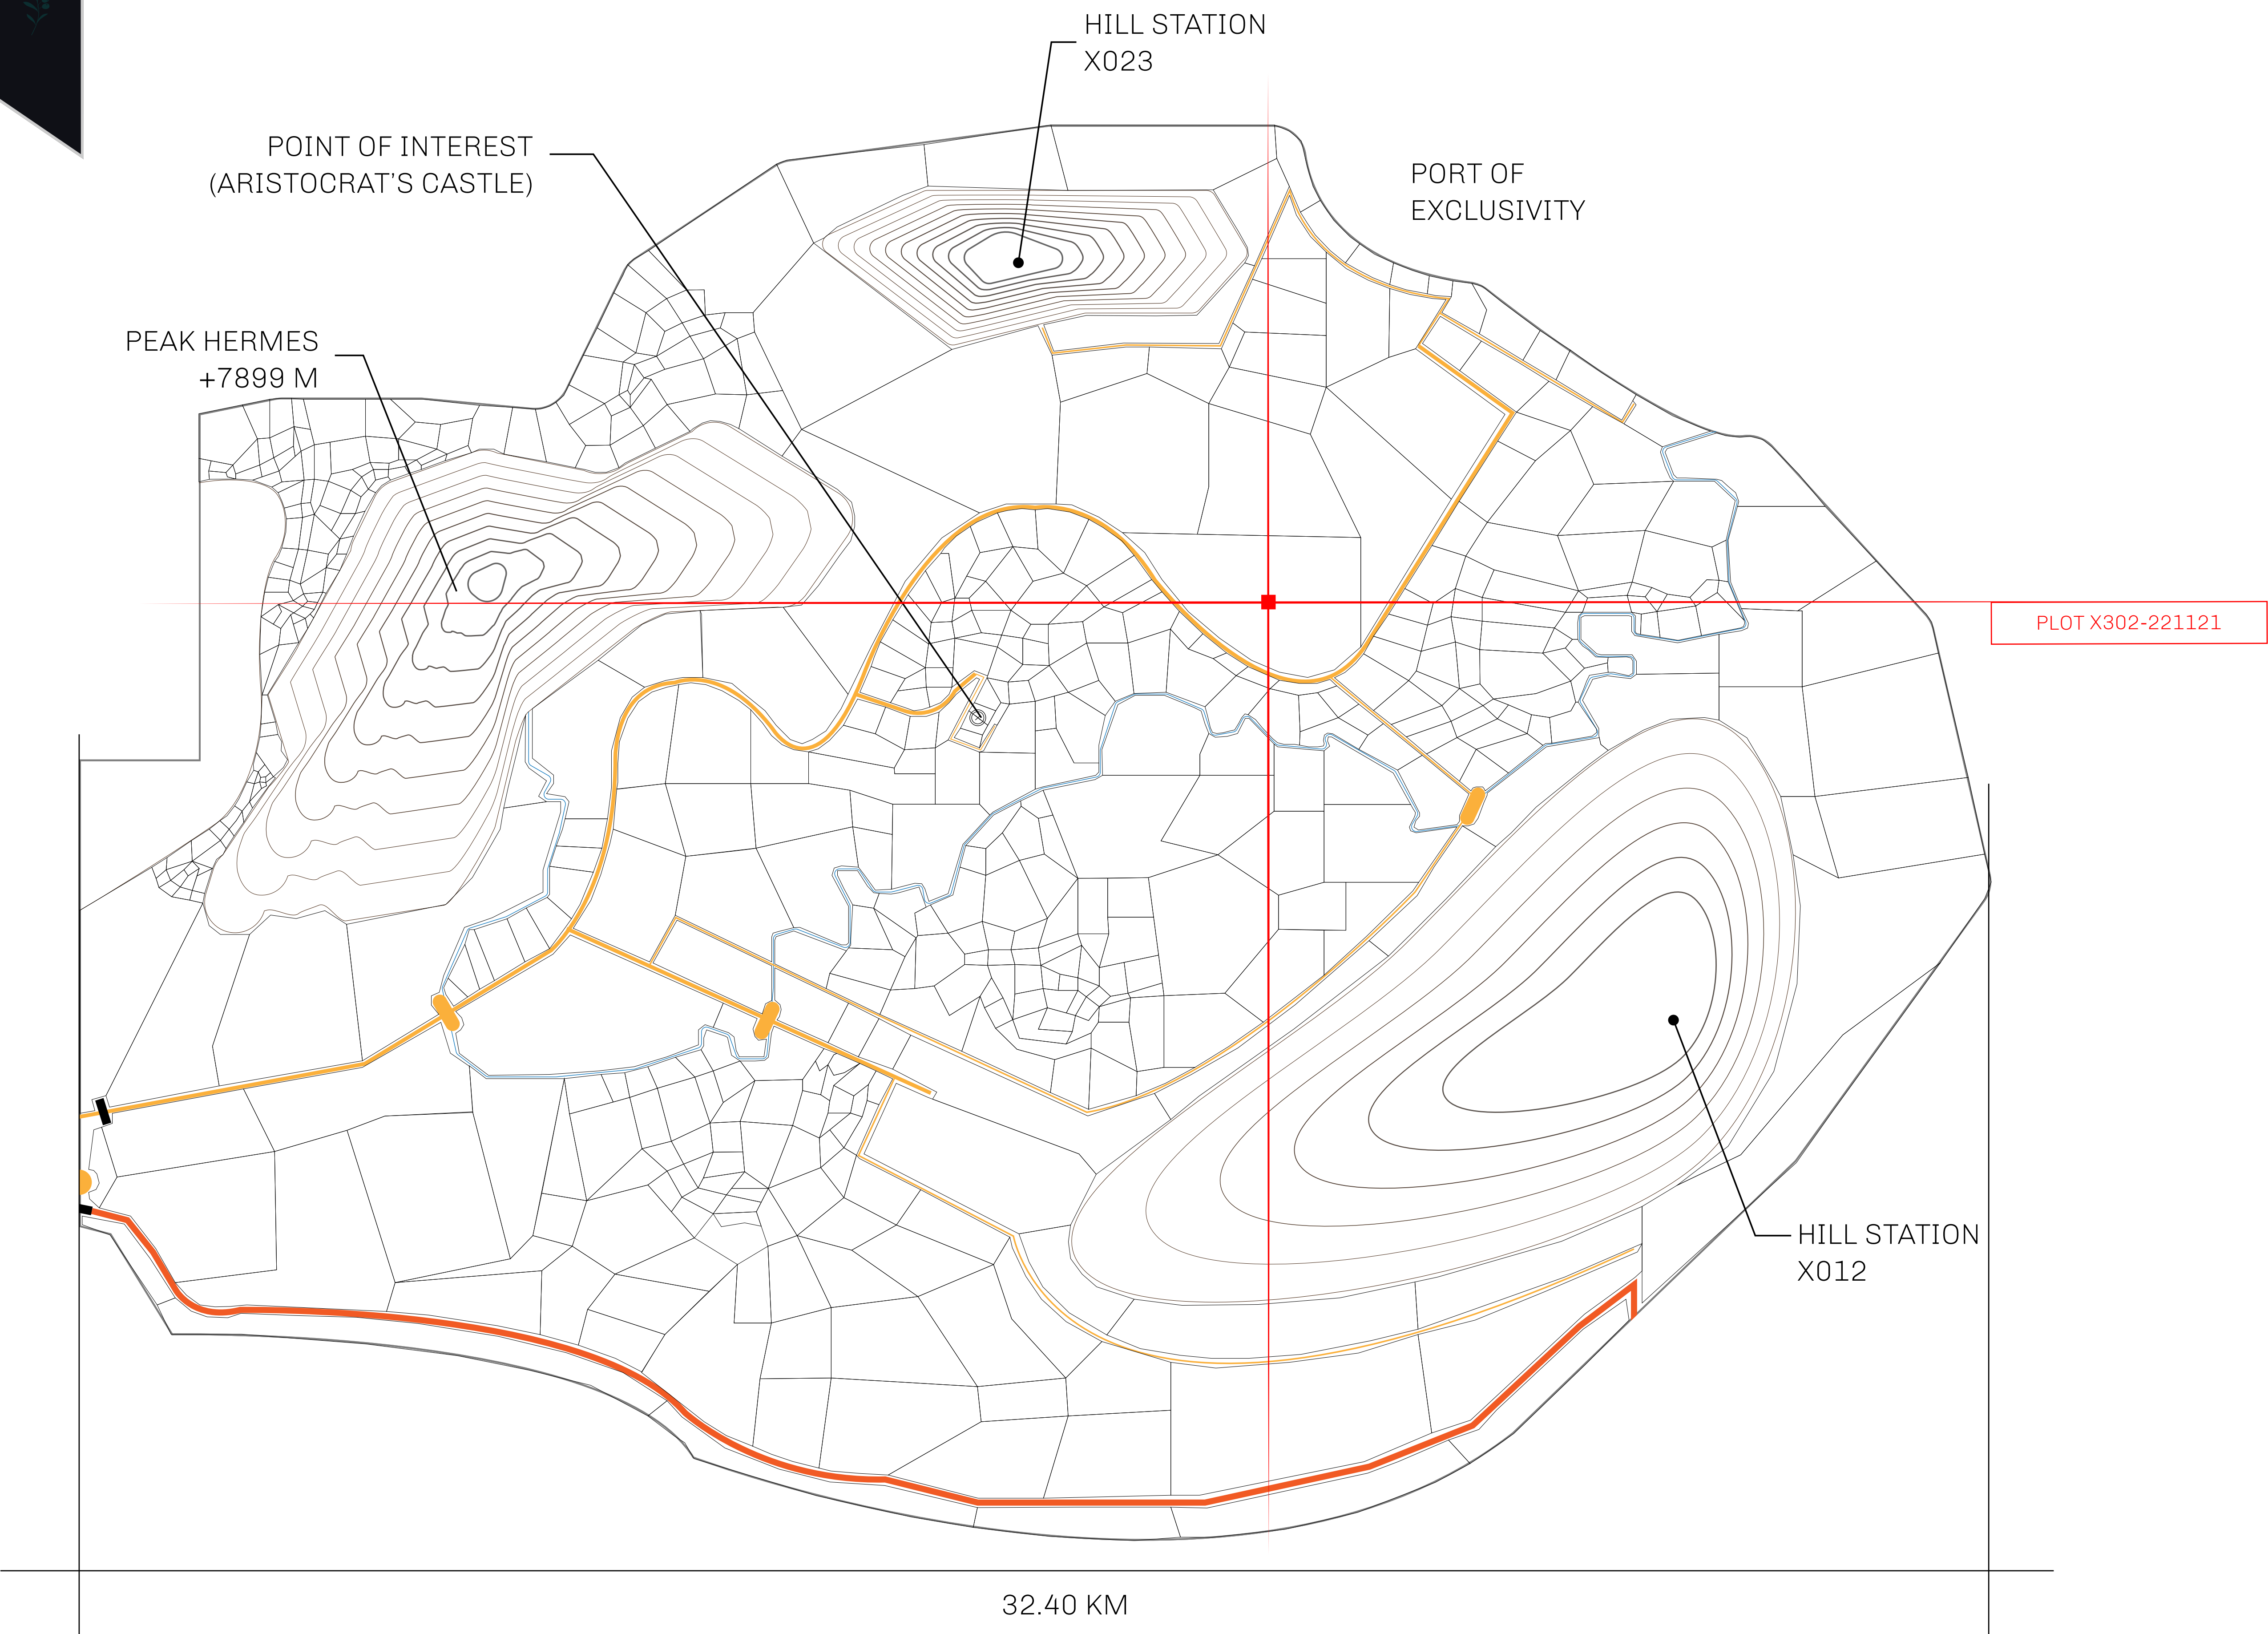 HILL STATION
X023
POINT OF INTEREST
(ARISTOCRAT'S CASTLE)
PORT OF
EXCLUSIVITY
PEAK HERMES
+7899 M
PLOT X302-221121
HILL STATION
X012
32.40 KM